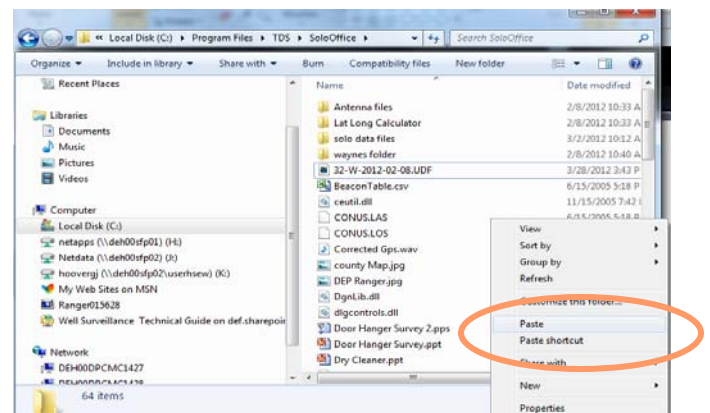 « Local Disk (C:) ▸ Program Files ▸ TDS ▸ SoloOffice ▸
Search SoloOffice
Organize Include in library Share with Burn Compatibility files New folder
Recent Places
Libraries
Documents
Music
Pictures
Videos
Computer
Local Disk (C:)
netapps (\\deh00sfp01) (H:)
Netdata (\\deh00sfp02) (J:)
hoovergj (\\deh00sfp02\userhsew) (K:)
My Web Sites on MSN
Ranger015628
Well Surveillance Technical Guide on def.sharepoin
Network
DEH00DPCMC1427
DEH00DPCMC1428
Name Date modified
Antenna files 2/8/2012 10:33 A
Lat Long Calculator 2/8/2012 10:33 A
solo data files 3/2/2012 10:12 A
waynes folder 2/8/2012 10:40 A
32-W-2012-02-08.UDF 3/28/2012 3:43 P
BeaconTable.csv 6/15/2005 5:18 P
ceutil.dll 11/15/2005 7:42
CONUS.LAS 6/15/2005 5:18 P
CONUS.LOS
Corrected Gps.wav
county Map.jpg
DEP Ranger.jpg
DgnLib.dll
dlgcontrols.dll
Door Hanger Survey 2.pps
Door Hanger Survey.ppt
Dry Cleaner.ppt
View
Sort by
Group by
Refresh
Customize this folder...
Paste
Paste shortcut
Share with
New
Properties
64 items